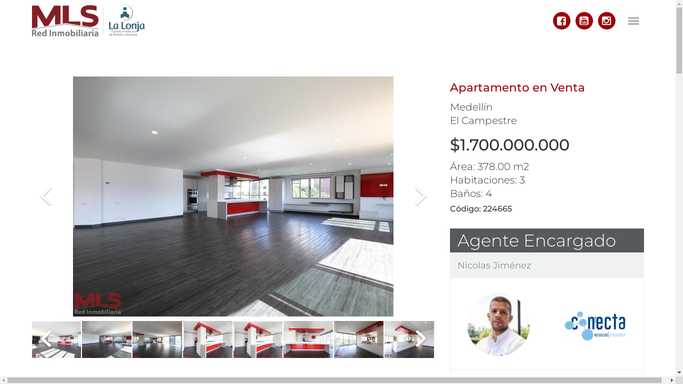 MLS
Red Inmobiliaria
La Lonja
Apartamento en Venta
Medellín
El Campestre
$1.700.000.000
Área: 378.00 m2
Habitaciones: 3
Baños: 4
Código: 224665
Agente Encargado
Nicolas Jiménez
conecta
MLS
Red Inmobiliaria